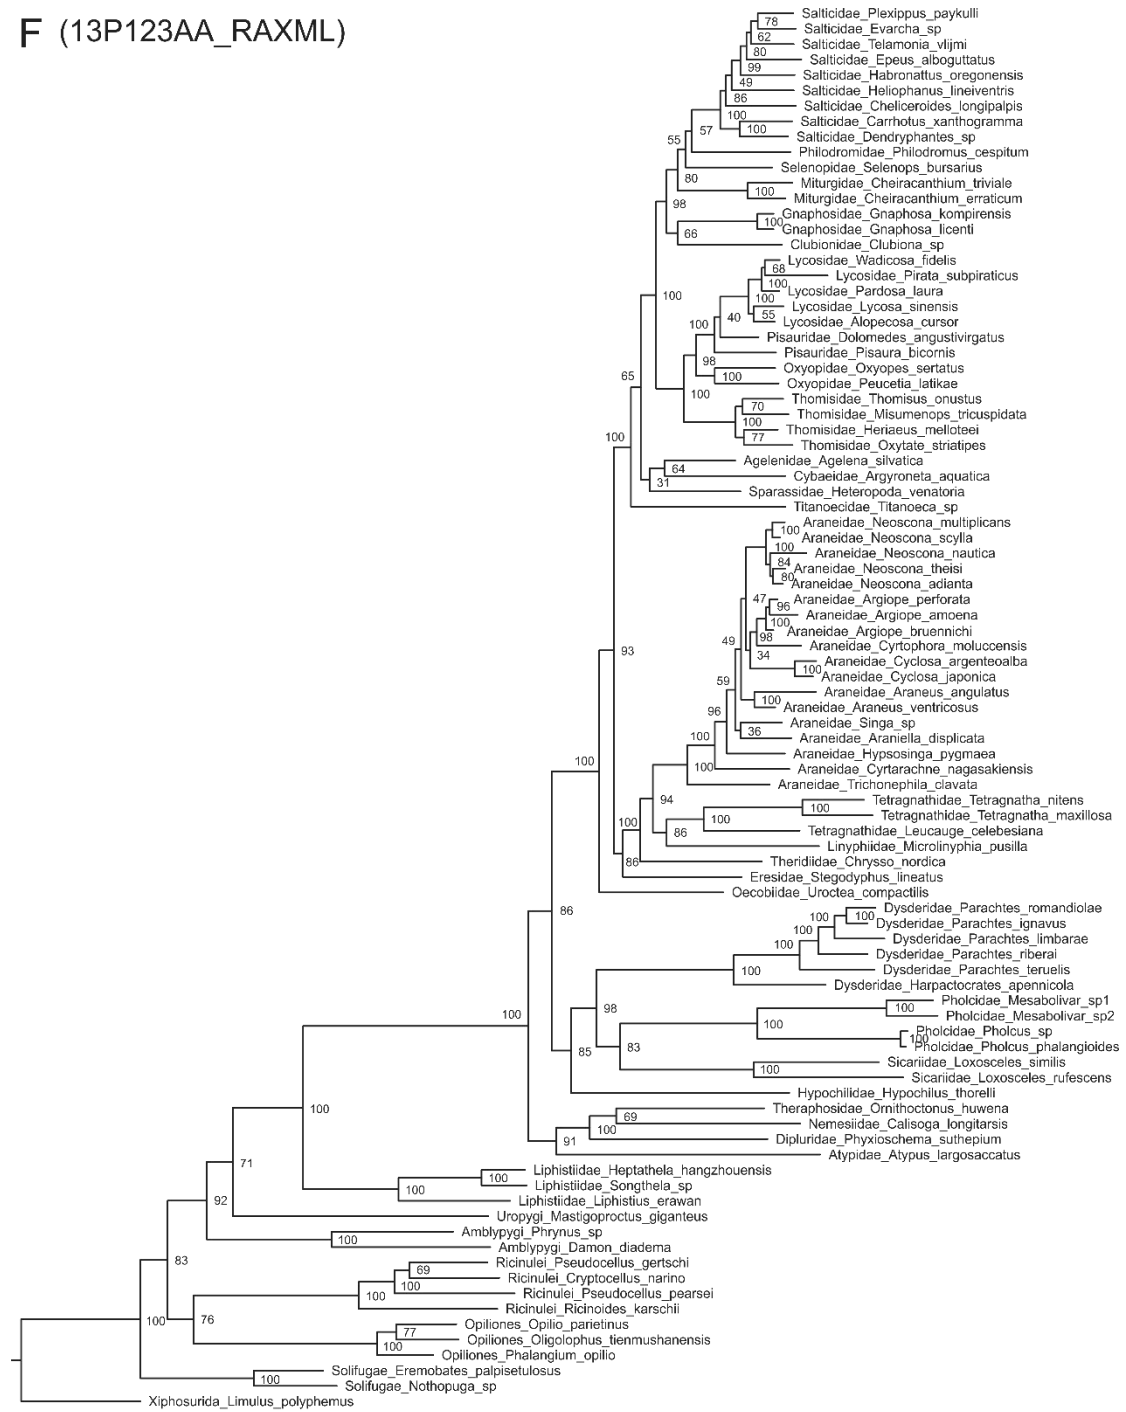 F (13P123AA_RAXML)
Salticidae_Plexippus_paykulli
78
Salticidae_Evarcha_sp
62
Salticidae_Telamonia_vlijmi
80
Salticidae_Epeus_alboguttatus
99
Salticidae_Habronattus_oregonensis
49
Salticidae_Heliophanus_lineiventris
86
Salticidae_Cheliceroides_longipalpis
100
Salticidae_Carrhotus_xanthogramma
57
100
Salticidae_Dendryphantes_sp
55
Philodromidae_Philodromus_cespitum
Selenopidae_Selenops_bursarius
80
Miturgidae_Cheiracanthium_triviale
100
Miturgidae_Cheiracanthium_erraticum
98
Gnaphosidae_Gnaphosa_kompirensis
100
Gnaphosidae_Gnaphosa_licenti
66
Clubionidae_Clubiona_sp
Lycosidae_Wadicosa_fidelis
68
Lycosidae_Pirata_subpiraticus
100
Lycosidae_Pardosa_laura
100
100
Lycosidae_Lycosa_sinensis
40
55
Lycosidae_Alopecosa_cursor
100
Pisauridae_Dolomedes_angustivirgatus
Pisauridae_Pisaura_bicornis
98
Oxyopidae_Oxyopes_sertatus
65
100
Oxyopidae_Peucetia_latikae
100
Thomisidae_Thomisus_onustus
70
Thomisidae_Misumenops_tricuspidata
100
Thomisidae_Heriaeus_melloteei
100
77
Thomisidae_Oxytate_striatipes
Agelenidae_Agelena_silvatica
64
Cybaeidae_Argyroneta_aquatica
31
Sparassidae_Heteropoda_venatoria
Titanoecidae_Titanoeca_sp
Araneidae_Neoscona_multiplicans
100
Araneidae_Neoscona_scylla
100
Araneidae_Neoscona_nautica
84
Araneidae_Neoscona_theisi
80
Araneidae_Neoscona_adianta
47
Araneidae_Argiope_perforata
96
Araneidae_Argiope_amoena
100
Araneidae_Argiope_bruennichi
98
49
Araneidae_Cyrtophora_moluccensis
93
34
Araneidae_Cyclosa_argenteoalba
100
Araneidae_Cyclosa_japonica
59
Araneidae_Araneus_angulatus
100
Araneidae_Araneus_ventricosus
96
Araneidae_Singa_sp
36
Araneidae_Araniella_displicata
100
Araneidae_Hypsosinga_pygmaea
100
100
Araneidae_Cyrtarachne_nagasakiensis
Araneidae_Trichonephila_clavata
94
Tetragnathidae_Tetragnatha_nitens
100
Tetragnathidae_Tetragnatha_maxillosa
100
100
86
Tetragnathidae_Leucauge_celebesiana
Linyphiidae_Microlinyphia_pusilla
86
Theridiidae_Chrysso_nordica
Eresidae_Stegodyphus_lineatus
Oecobiidae_Uroctea_compactilis
86
Dysderidae_Parachtes_romandiolae
100
100
Dysderidae_Parachtes_ignavus
100
Dysderidae_Parachtes_limbarae
100
Dysderidae_Parachtes_riberai
100
Dysderidae_Parachtes_teruelis
Dysderidae_Harpactocrates_apennicola
Pholcidae_Mesabolivar_sp1
100
98
Pholcidae_Mesabolivar_sp2
100
100
Pholcidae_Pholcus_sp
100
Pholcidae_Pholcus_phalangioides
85
83
Sicariidae_Loxosceles_similis
100
Sicariidae_Loxosceles_rufescens
Hypochilidae_Hypochilus_thorelli
100
Theraphosidae_Ornithoctonus_huwena
69
Nemesiidae_Calisoga_longitarsis
100
91
Dipluridae_Phyxioschema_suthepium
Atypidae_Atypus_largosaccatus
71
Liphistiidae_Heptathela_hangzhouensis
100
Liphistiidae_Songthela_sp
100
92
Liphistiidae_Liphistius_erawan
Uropygi_Mastigoproctus_giganteus
Amblypygi_Phrynus_sp
100
Amblypygi_Damon_diadema
83
Ricinulei_Pseudocellus_gertschi
69
Ricinulei_Cryptocellus_narino
100
100
Ricinulei_Pseudocellus_pearsei
Ricinulei_Ricinoides_karschii
100
76
Opiliones_Opilio_parietinus
77
Opiliones_Oligolophus_tienmushanensis
100
Opiliones_Phalangium_opilio
Solifugae_Eremobates_palpisetulosus
100
Solifugae_Nothopuga_sp
Xiphosurida_Limulus_polyphemus